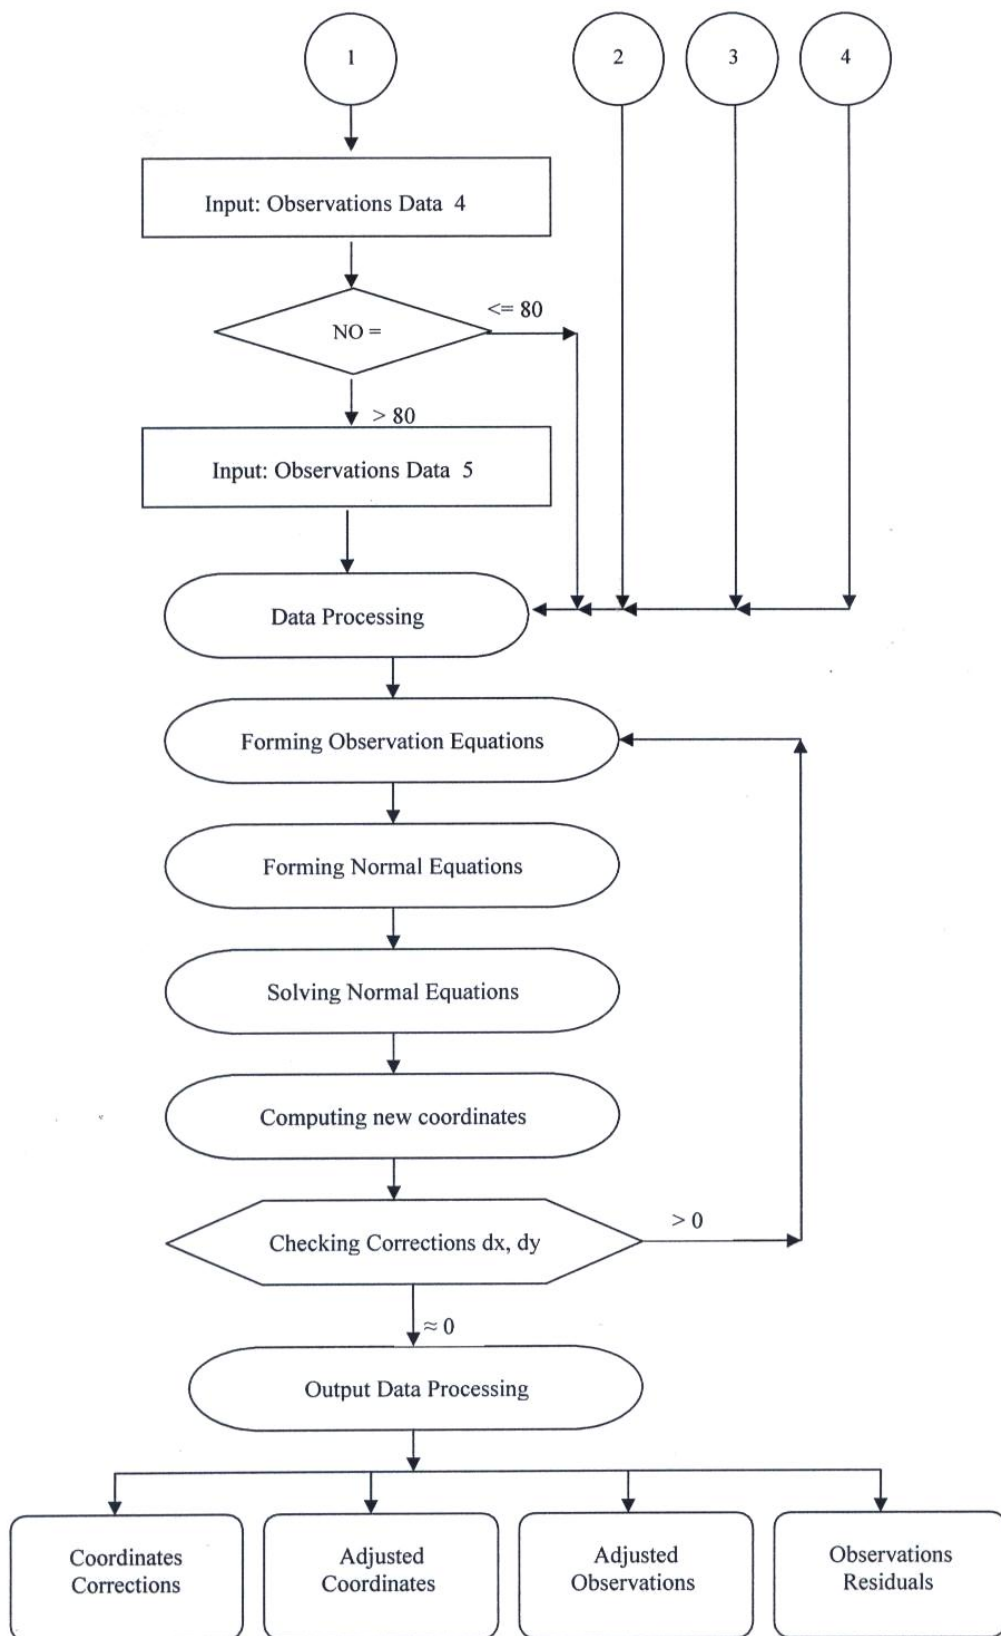 1
2
3
4
Input: Observations Data 4
<= 80
NO =
> 80
Input: Observations Data 5
Data Processing
Forming Observation Equations
Forming Normal Equations
Solving Normal Equations
Computing new coordinates
> 0
Checking Corrections dx, dy
≈ 0
Output Data Processing
Coordinates
Corrections
Adjusted
Coordinates
Adjusted
Observations
Observations
Residuals